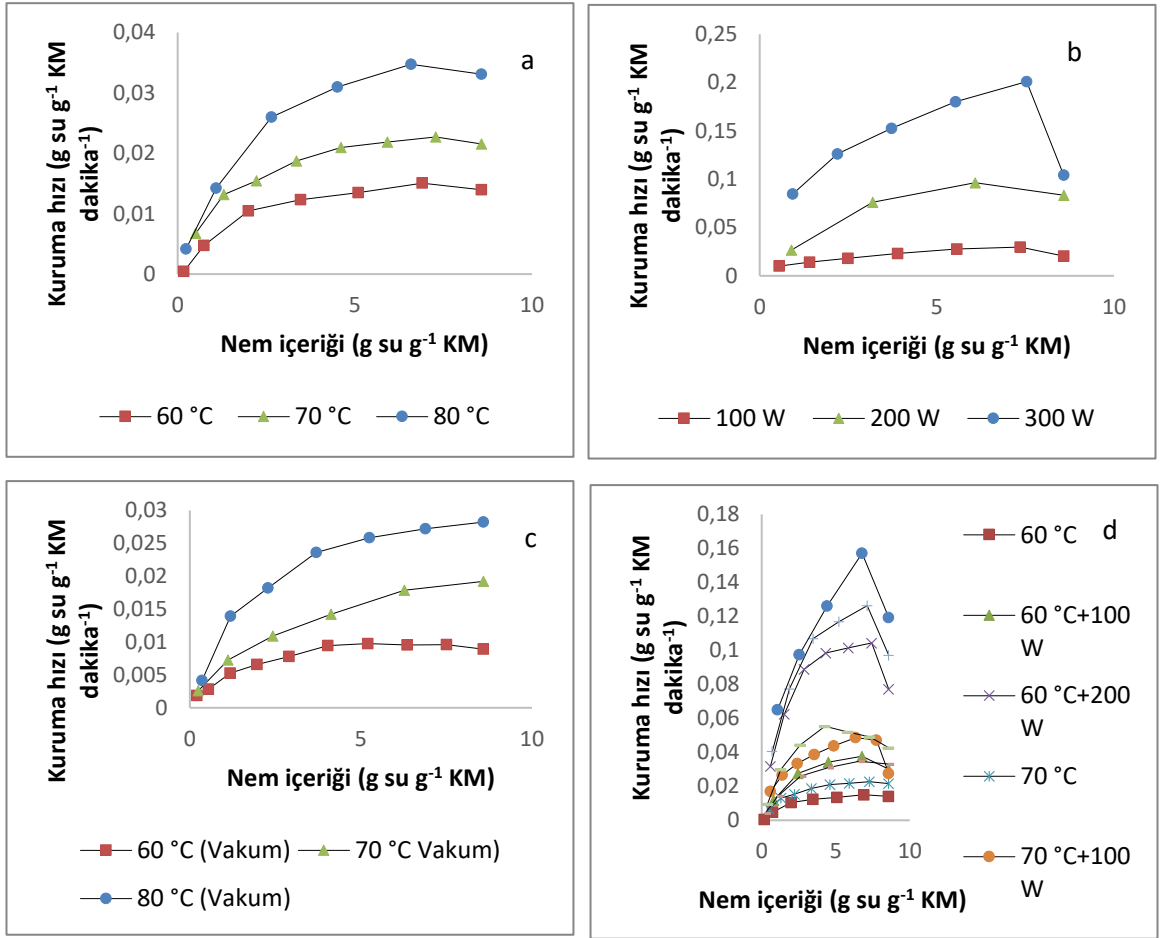 a
Kuruma hızı (g su g⁻¹ KM
dakika⁻¹)
0,04
0,03
0,02
0,01
0
0 5 10
Nem içeriği (g su g⁻¹ KM)
60 °C 70 °C 80 °C
b
Kuruma hızı (g su g⁻¹ KM
dakika⁻¹)
0,25
0,2
0,15
0,1
0,05
0
0 5 10
Nem içeriği (g su g⁻¹ KM)
100 W 200 W 300 W
c
Kuruma hızı (g su g⁻¹ KM
dakika⁻¹)
0,03
0,025
0,02
0,015
0,01
0,005
0
0 5 10
Nem içeriği (g su g⁻¹ KM)
60 °C (Vakum) 70 °C Vakum)
80 °C (Vakum)
d
Kuruma hızı (g su g⁻¹ KM
dakika⁻¹)
0,18
0,16
0,14
0,12
0,1
0,08
0,06
0,04
0,02
0
0 5 10
Nem içeriği (g su g⁻¹ KM)
60 °C
60 °C+100
W
60 °C+200
W
70 °C
70 °C+100
W